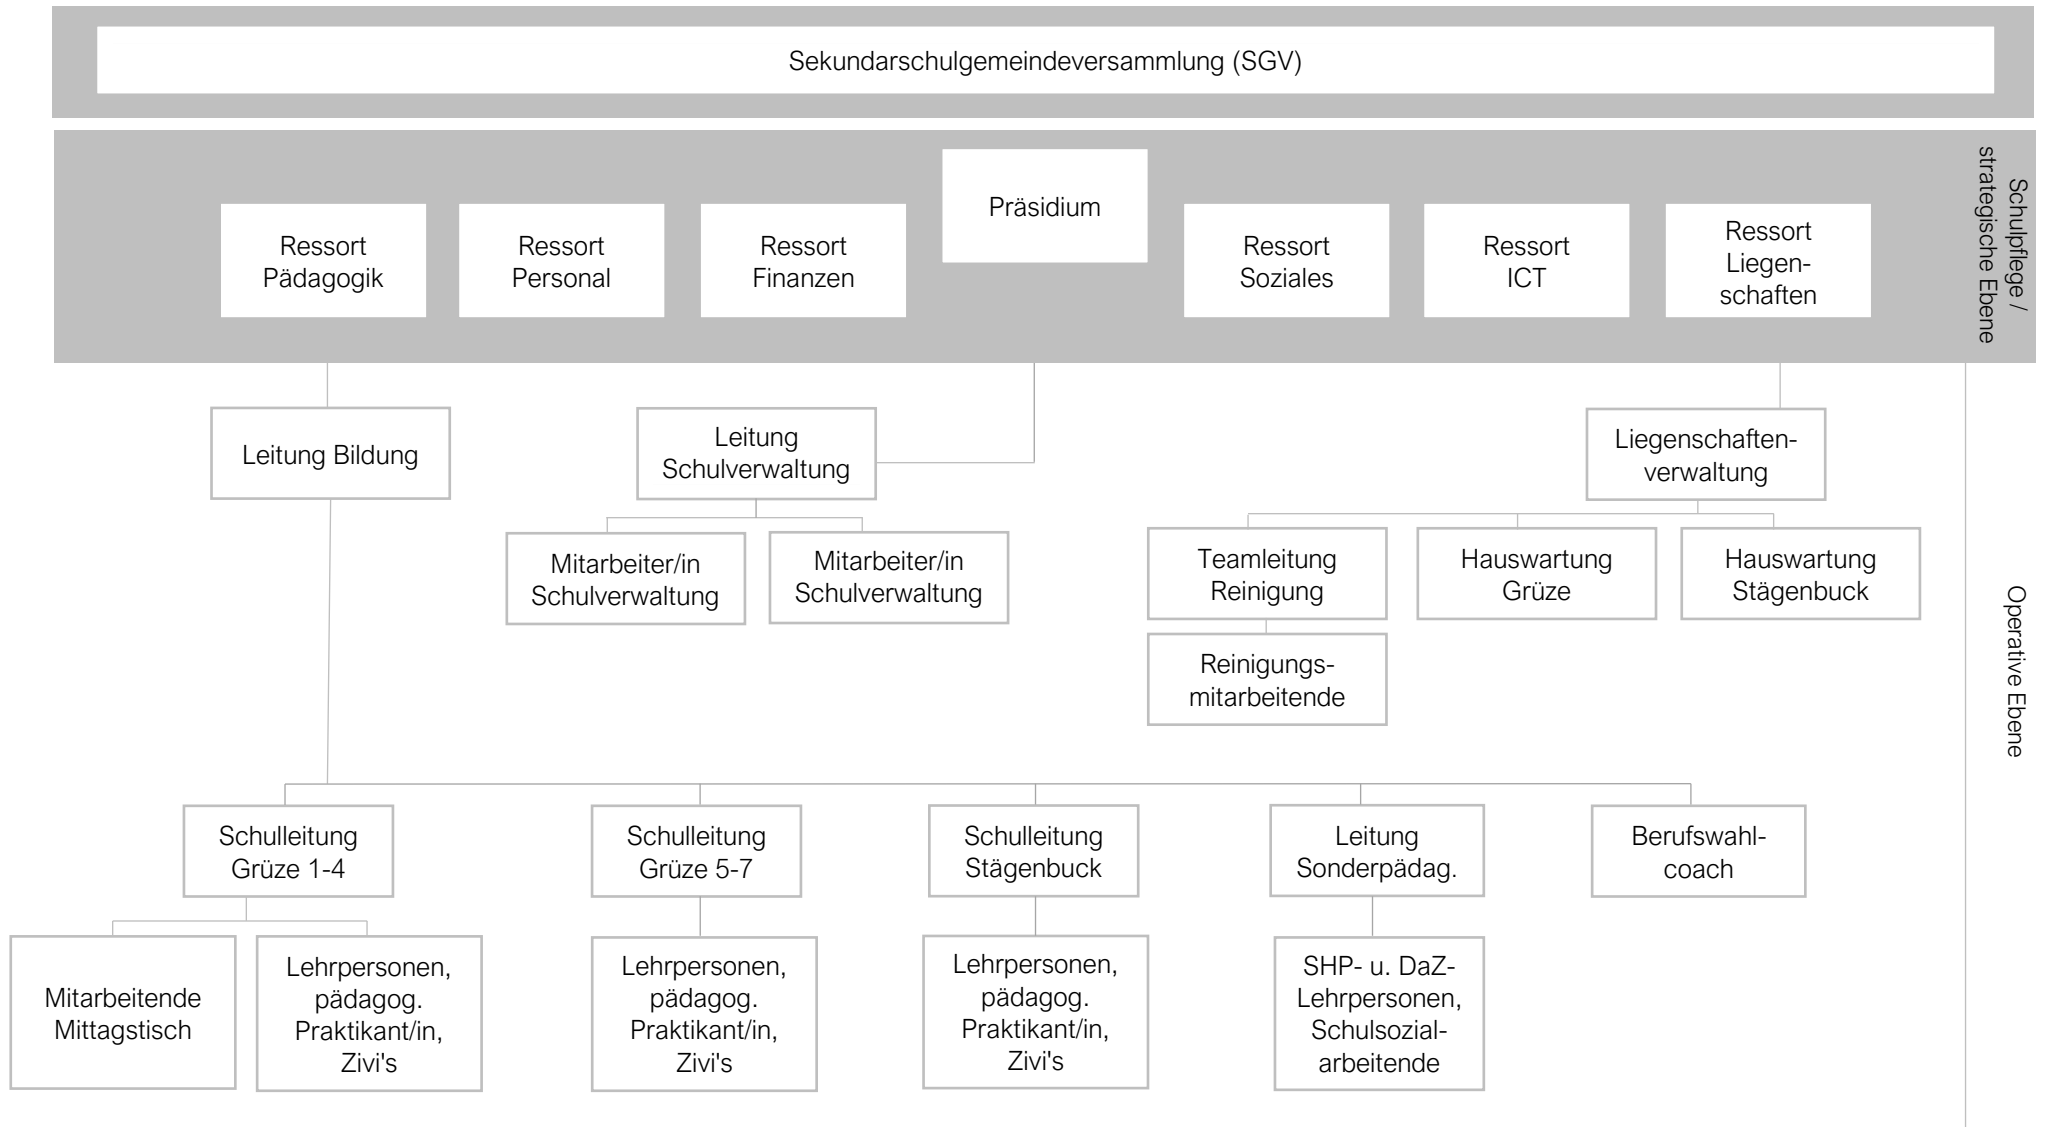 Sekundarschulgemeindeversammlung (SGV)
Schulpflege /
strategische Ebene
Präsidium
Ressort
Pädagogik
Ressort
Personal
Ressort
Finanzen
Ressort
Soziales
Ressort
ICT
Ressort
Liegen-
schaften
Leitung Bildung
Leitung
Schulverwaltung
Liegenschaften-
verwaltung
Mitarbeiter/in
Schulverwaltung
Mitarbeiter/in
Schulverwaltung
Teamleitung
Reinigung
Hauswartung
Grüze
Hauswartung
Stägenbuck
Reinigungs-
mitarbeitende
Operative Ebene
Schulleitung
Grüze 1-4
Schulleitung
Grüze 5-7
Schulleitung
Stägenbuck
Leitung
Sonderpädag.
Berufswahl-
coach
Mitarbeitende
Mittagstisch
Lehrpersonen,
pädagog.
Praktikant/in,
Zivi's
Lehrpersonen,
pädagog.
Praktikant/in,
Zivi's
Lehrpersonen,
pädagog.
Praktikant/in,
Zivi's
SHP- u. DaZ-
Lehrpersonen,
Schulsozial-
arbeitende